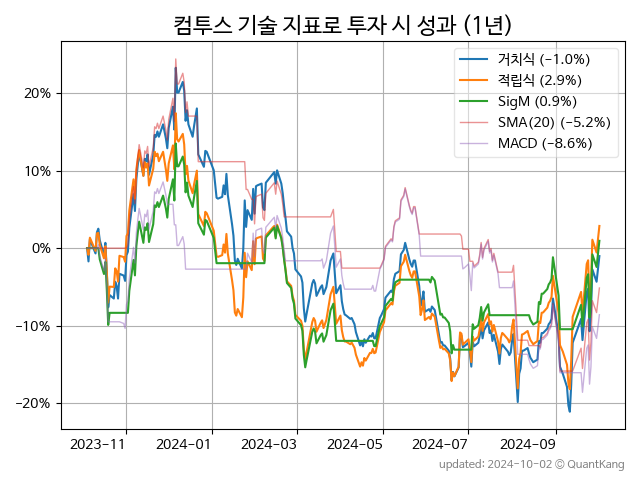 컴투스 기술 지표로 투자 시 성과 (1년)
거치식 (−1.0%)
적립식 (2.9%)
SigM (0.9%)
SMA(20) (−5.2%)
MACD (−8.6%)
20%
10%
0%
−10%
−20%
2023-11 2024-01 2024-03 2024-05 2024-07 2024-09
updated: 2024-10-02 © QuantKang